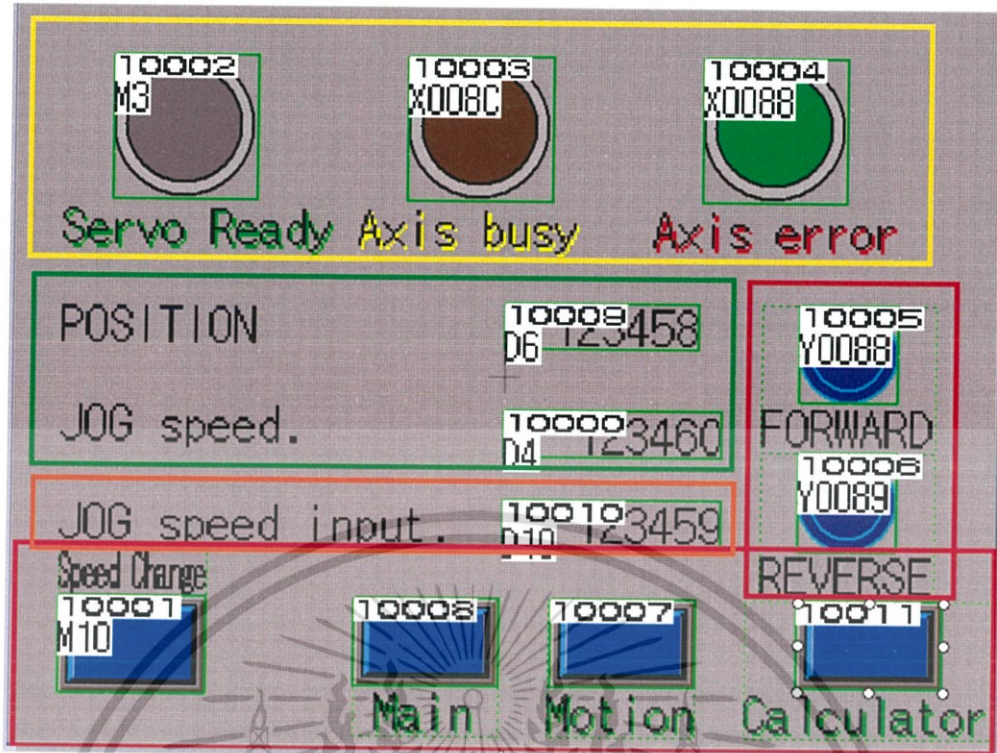 10002 10003 10004
M3 X008C X0088
Servo Ready Axis busy Axis error
POSITION 10009 10005
D6 123458 Y0088
JOG speed. 10000 FORWARD
D4 123460 10006
Y0089
JOG speed input. 10010 3459
D10
Speed Change REVERSE
10001 10008 10007 10011
M10
Main Motion Calculator